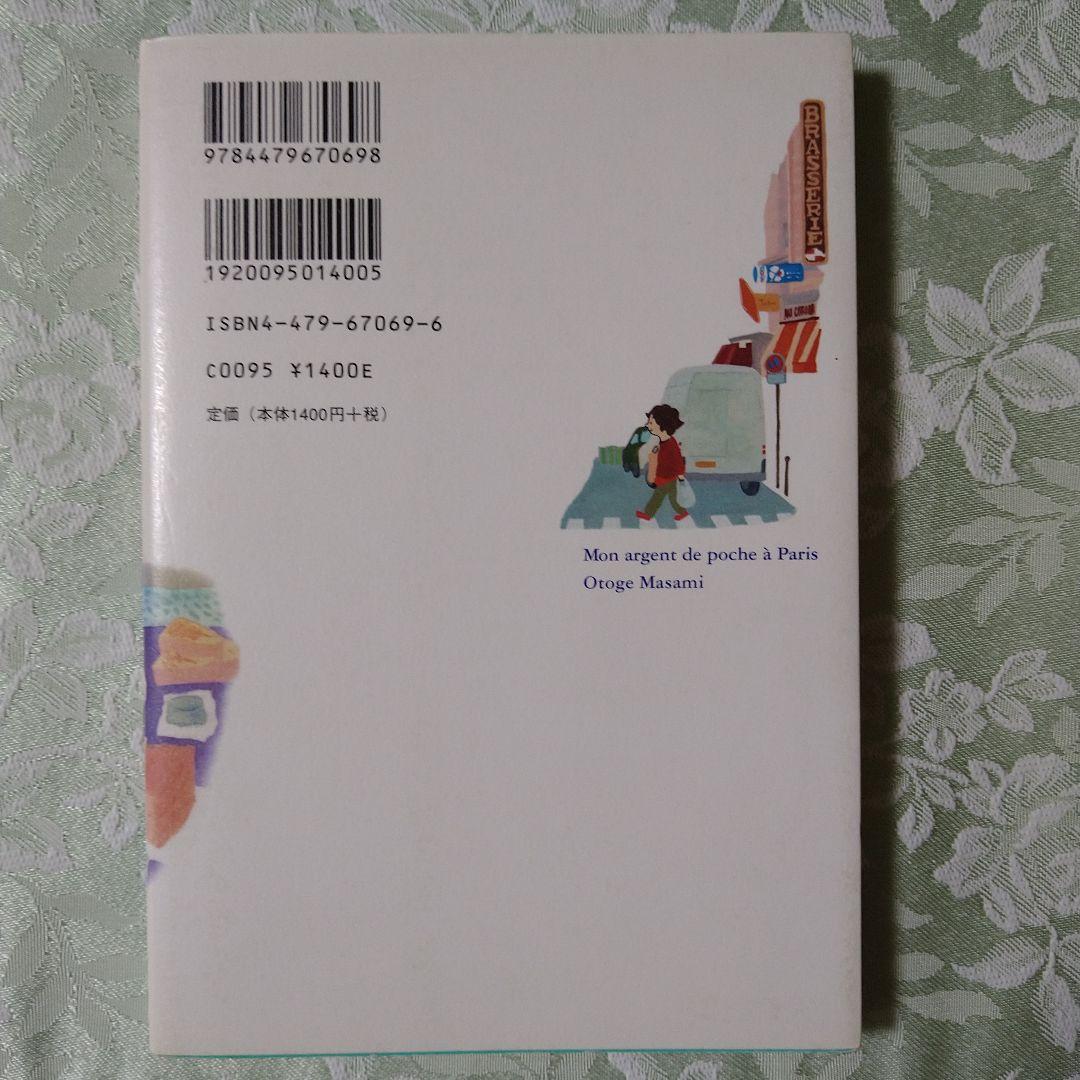 9784479670698
1920095014005
ISBN4-479-67069-6
C0095 ¥1400E
定価（本体1400円＋税）
BRASSERIE
Mon argent de poche à Paris
Otoge Masami